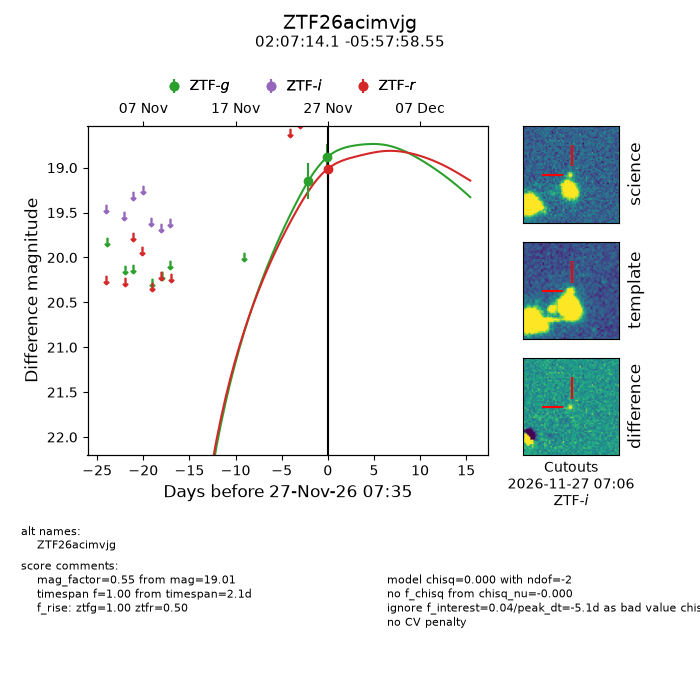 ZTF26acimvjg
02:07:14.1 -05:57:58.55
ZTF-g ZTF-i ZTF-r
07 Nov 17 Nov 27 Nov 07 Dec
19.0
19.5
20.0
20.5
21.0
21.5
22.0
Difference magnitude
−25 −20 −15 −10 −5 0 5 10 15
Days before 27-Nov-26 07:35
science
template
difference
Cutouts
2026-11-27 07:06
ZTF-i
alt names:
ZTF26acimvjg
score comments:
mag_factor=0.55 from mag=19.01
timespan f=1.00 from timespan=2.1d
f_rise: ztfg=1.00 ztfr=0.50
model chisq=0.000 with ndof=-2
no f_chisq from chisq_nu=-0.000
ignore f_interest=0.04/peak_dt=-5.1d as bad value chis
no CV penalty